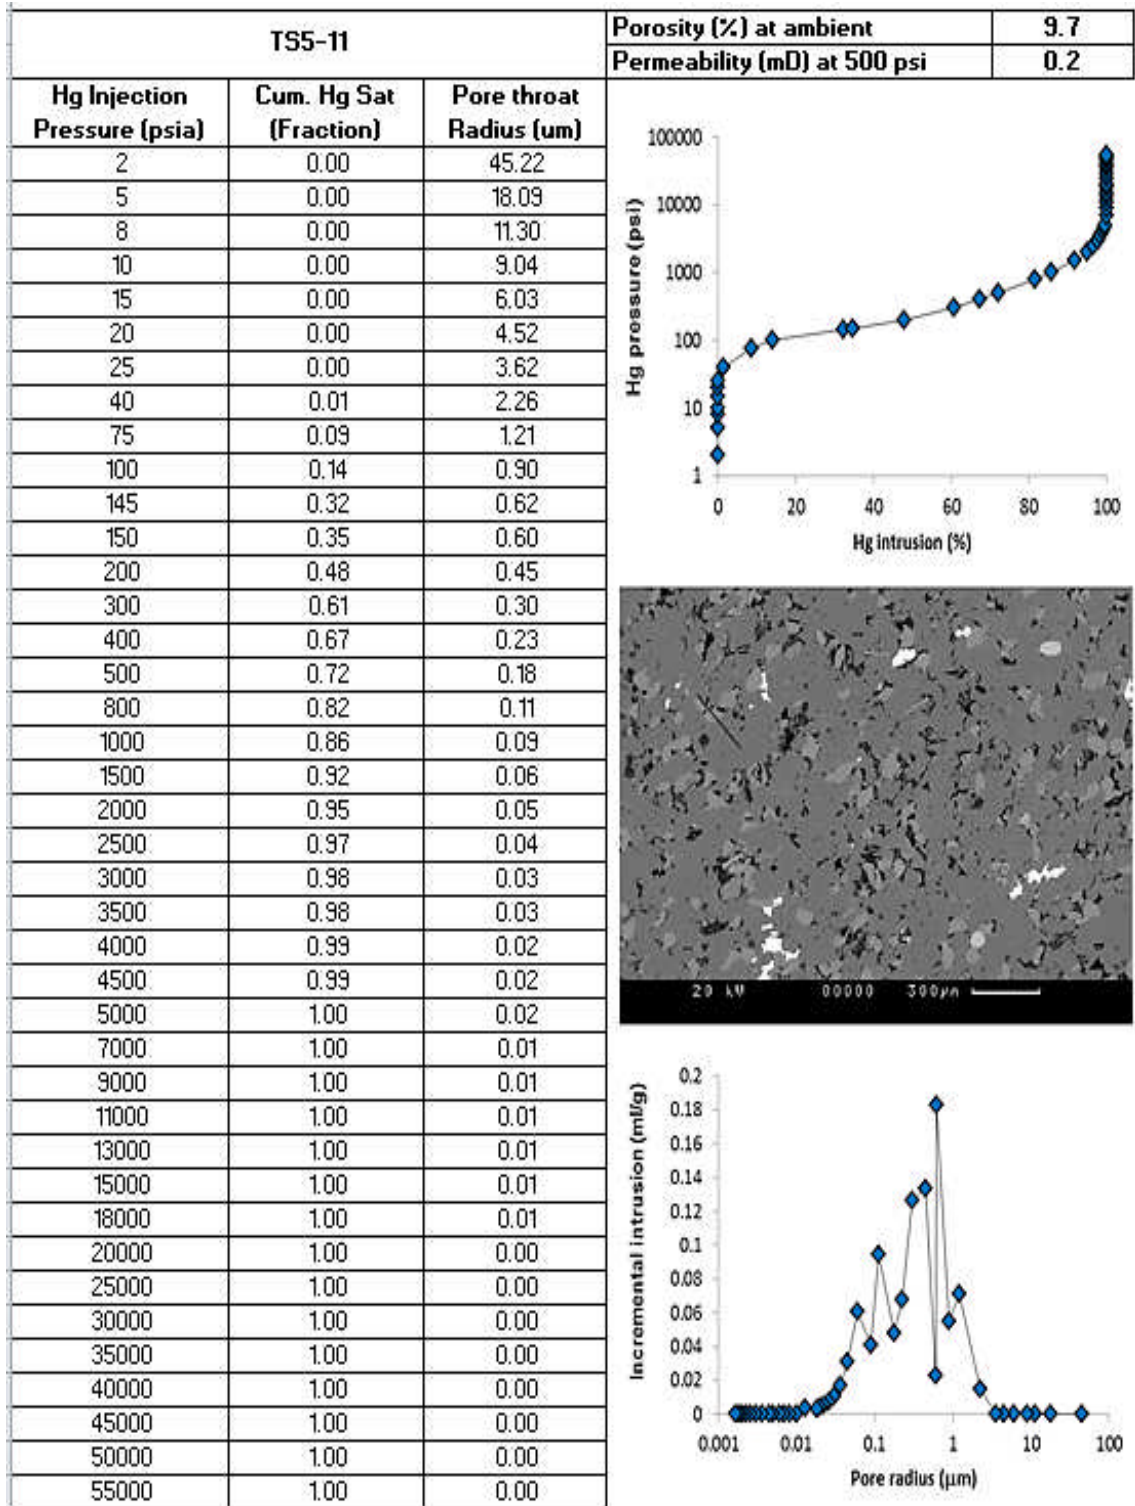 TS5-11
Porosity (%) at ambient 9.7
Permeability (mD) at 500 psi 0.2
Hg Injection Pressure (psia) Cum. Hg Sat (Fraction) Pore throat Radius (um)
2 0.00 45.22
5 0.00 18.09
8 0.00 11.30
10 0.00 9.04
15 0.00 6.03
20 0.00 4.52
25 0.00 3.62
40 0.01 2.26
75 0.09 1.21
100 0.14 0.90
145 0.32 0.62
150 0.35 0.60
200 0.48 0.45
300 0.61 0.30
400 0.67 0.23
500 0.72 0.18
800 0.82 0.11
1000 0.86 0.09
1500 0.92 0.06
2000 0.95 0.05
2500 0.97 0.04
3000 0.98 0.03
3500 0.98 0.03
4000 0.99 0.02
4500 0.99 0.02
5000 1.00 0.02
7000 1.00 0.01
9000 1.00 0.01
11000 1.00 0.01
13000 1.00 0.01
15000 1.00 0.01
18000 1.00 0.01
20000 1.00 0.00
25000 1.00 0.00
30000 1.00 0.00
35000 1.00 0.00
40000 1.00 0.00
45000 1.00 0.00
50000 1.00 0.00
55000 1.00 0.00
Hg pressure (psi)
100000
10000
1000
100
10
1
0 20 40 60 80 100
Hg intrusion (%)
20 kV 00000 300µm
Incremental intrusion (ml/g)
0.2
0.18
0.16
0.14
0.12
0.1
0.08
0.06
0.04
0.02
0
0.001 0.01 0.1 1 10 100
Pore radius (µm)